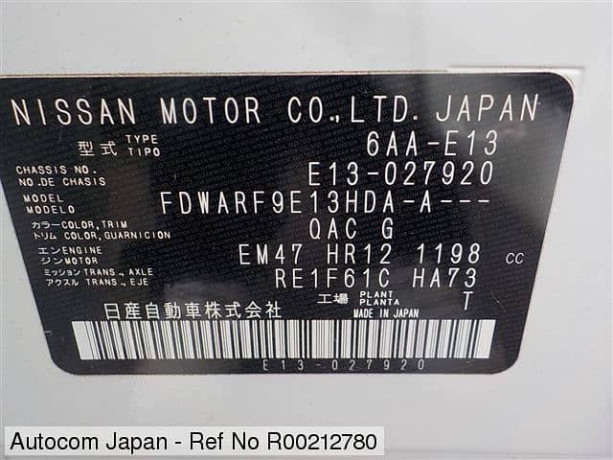 NISSAN MOTOR CO.,LTD. JAPAN
型式 TYPE TIPO 6AA-E13
CHASSIS NO. NO.DE CHASIS E13-027920
MODEL MODELO FDWARF9E13HDA-A---
カラー COLOR,TRIM トリム COLOR,GUARNICION QAC G
エンジン ENGINE MOTOR EM47 HR12 1198 CC
ミッション TRANS., AXLE アクスル TRANS.,EJE RE1F61C HA73
工場 PLANT PLANTA T
日産自動車株式会社 MADE IN JAPAN
E13-027920
Autocom Japan - Ref No R00212780